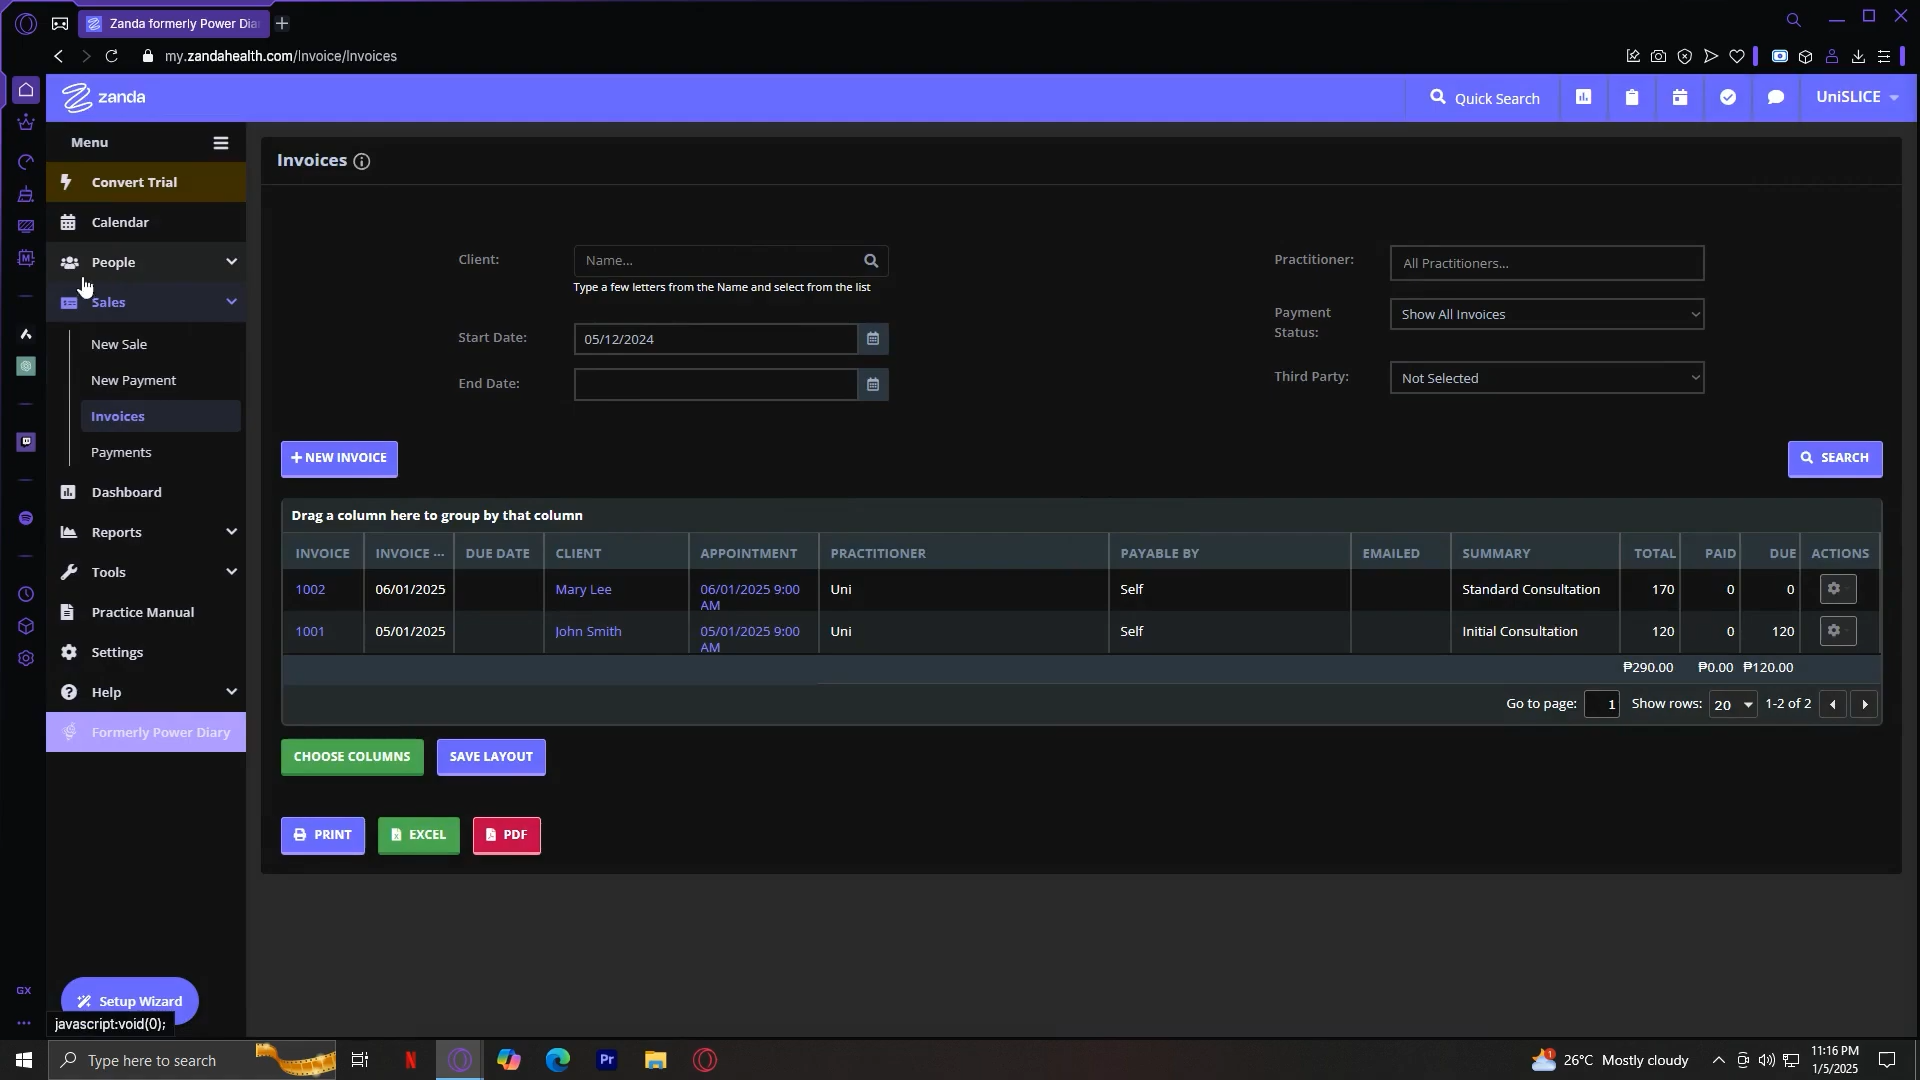 Zanda formerly Power Dia
my.zandahealth.com/Invoice/Invoices
zanda
Quick Search
UniSLICE
Menu
Convert Trial
Calendar
People
Sales
New Sale
New Payment
Invoices
Payments
Dashboard
Reports
Tools
Practice Manual
Settings
Help
Formerly Power Diary
Setup Wizard
javascript:void(0);
GX
Invoices
Client:
Name...
Type a few letters from the Name and select from the list
Start Date:
05/12/2024
End Date:
Practitioner:
All Practitioners...
Payment
Status:
Show All Invoices
Third Party:
Not Selected
+ NEW INVOICE
SEARCH
Drag a column here to group by that column
INVOICE INVOICE ... DUE DATE CLIENT APPOINTMENT PRACTITIONER PAYABLE BY EMAILED SUMMARY TOTAL PAID DUE ACTIONS
1002 06/01/2025 Mary Lee 06/01/2025 9:00 Uni Self Standard Consultation 170 0 0
AM
1001 05/01/2025 John Smith 05/01/2025 9:00 Uni Self Initial Consultation 120 0 120
AM
₱290.00 ₱0.00 ₱120.00
Go to page: 1 Show rows: 20 1-2 of 2
CHOOSE COLUMNS
SAVE LAYOUT
PRINT
EXCEL
PDF
Type here to search
N
Pr
1
26°C Mostly cloudy
11:16 PM
1/5/2025